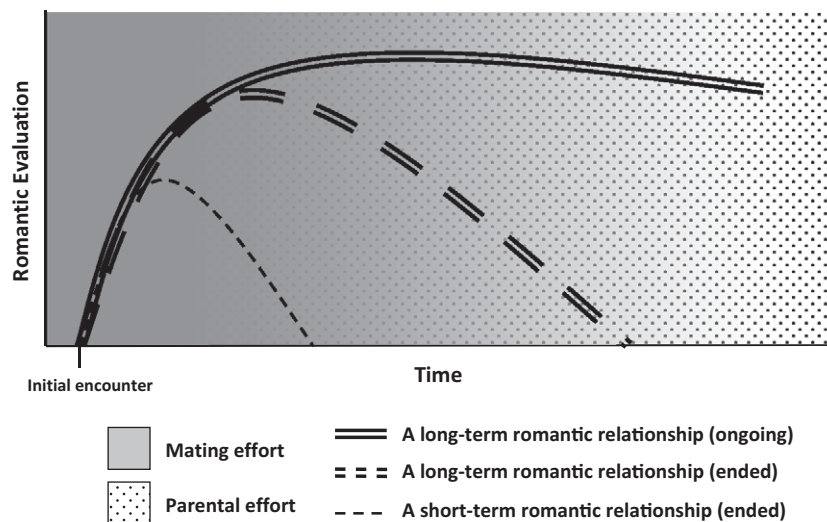 Romantic Evaluation
Initial encounter
Time
Mating effort
Parental effort
A long-term romantic relationship (ongoing)
A long-term romantic relationship (ended)
A short-term romantic relationship (ended)